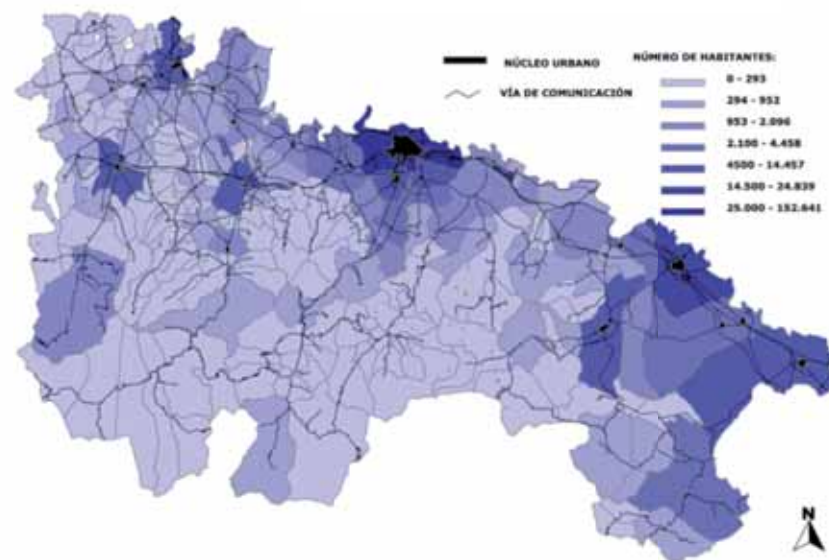 NÚCLEO URBANO
VÍA DE COMUNICACIÓN
NÚMERO DE HABITANTES:
0 - 293
294 - 952
953 - 2.096
2.100 - 4.458
4500 - 14.457
14.500 - 24.839
25.000 - 152.641
N